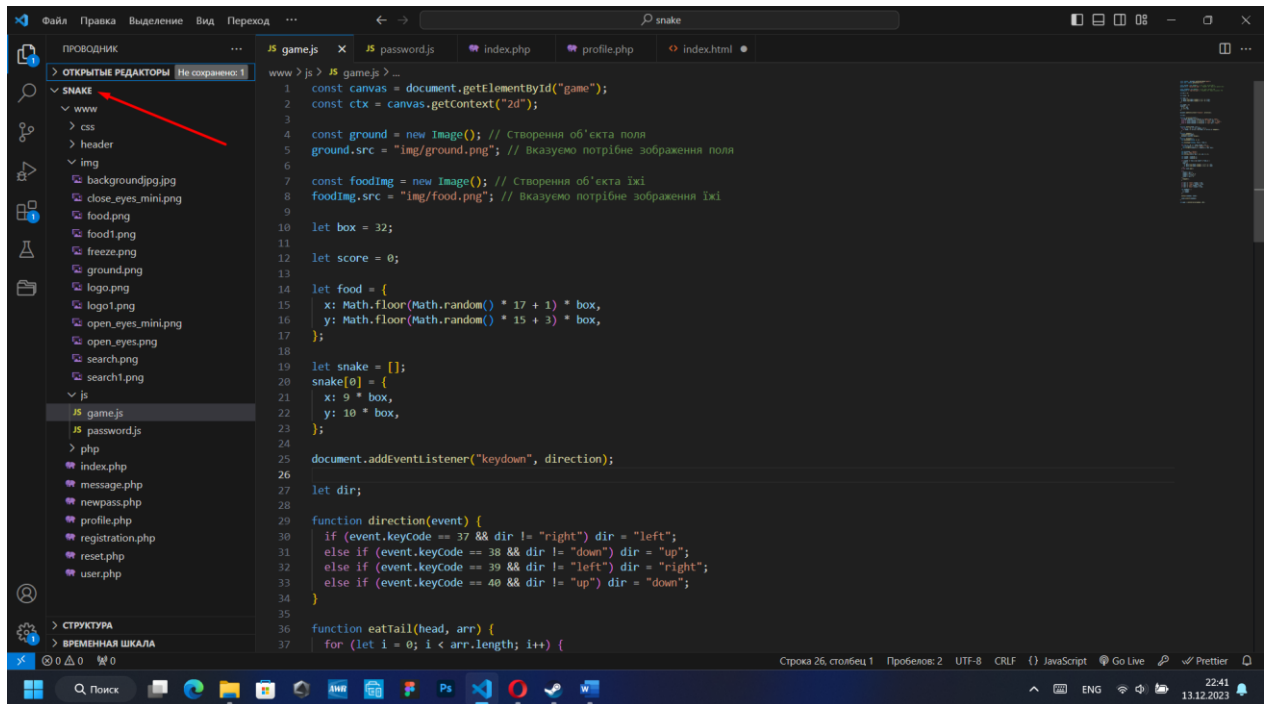 Файл Правка Выделение Вид Переход ··· snake
ПРОВОДНИК ···
JS game.js JS password.js index.php profile.php index.html
ОТКРЫТЫЕ РЕДАКТОРЫ Не сохранено: 1
www > js > JS game.js > ...
SNAKE
www
css
header
img
backgroundjpg.jpg
close_eyes_mini.png
food.png
food1.png
freeze.png
ground.png
logo.png
logo1.png
open_eyes_mini.png
open_eyes.png
search.png
search1.png
js
JS game.js
JS password.js
php
index.php
message.php
newpass.php
profile.php
registration.php
reset.php
user.php
СТРУКТУРА
ВРЕМЕННАЯ ШКАЛА
1 const canvas = document.getElementById("game");
2 const ctx = canvas.getContext("2d");
3
4 const ground = new Image(); // Створення об'єкта поля
5 ground.src = "img/ground.png"; // Вказуємо потрібне зображення поля
6
7 const foodImg = new Image(); // Створення об'єкта їжі
8 foodImg.src = "img/food.png"; // Вказуємо потрібне зображення їжі
9
10 let box = 32;
11
12 let score = 0;
13
14 let food = {
15 x: Math.floor(Math.random() * 17 + 1) * box,
16 y: Math.floor(Math.random() * 15 + 3) * box,
17 };
18
19 let snake = [];
20 snake[0] = {
21 x: 9 * box,
22 y: 10 * box,
23 };
24
25 document.addEventListener("keydown", direction);
26
27 let dir;
28
29 function direction(event) {
30 if (event.keyCode == 37 && dir != "right") dir = "left";
31 else if (event.keyCode == 38 && dir != "down") dir = "up";
32 else if (event.keyCode == 39 && dir != "left") dir = "right";
33 else if (event.keyCode == 40 && dir != "up") dir = "down";
34 }
35
36 function eatTail(head, arr) {
37 for (let i = 0; i < arr.length; i++) {
0 0 0 Строка 26, столбец 1 Пробелов: 2 UTF-8 CRLF {} JavaScript Go Live Prettier
Поиск AWR Ps W ENG 22:41
13.12.2023